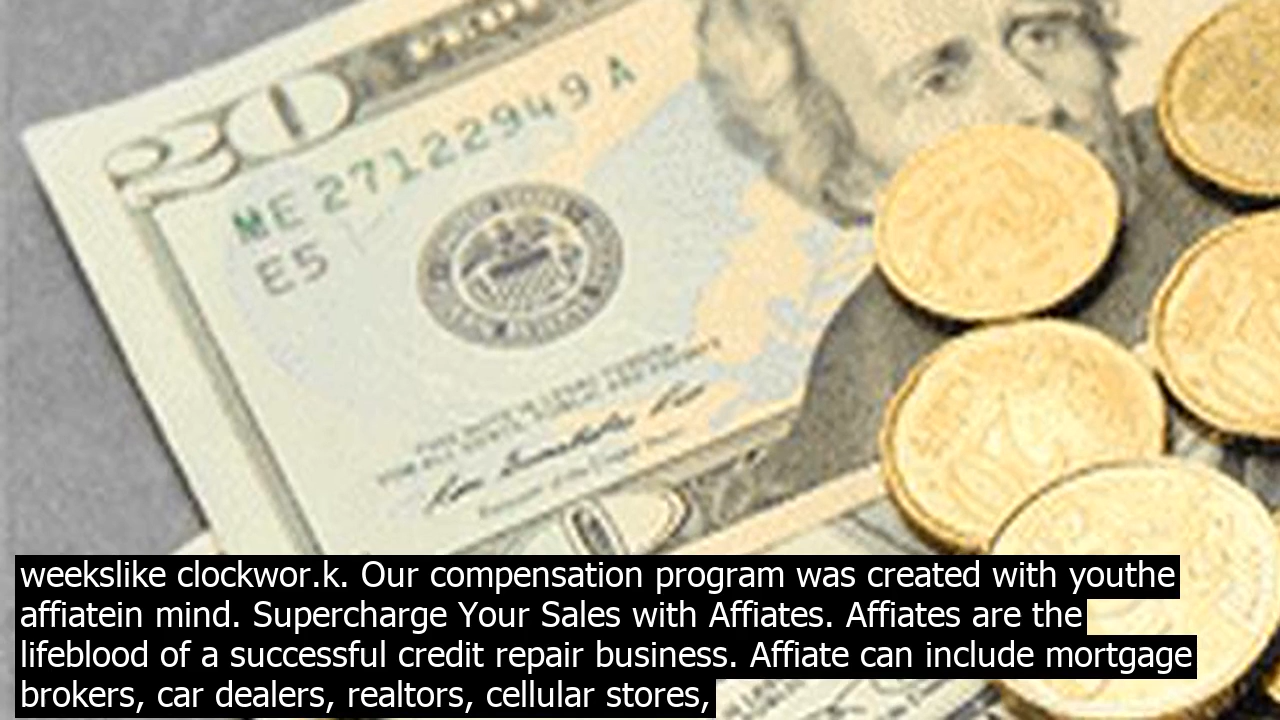 20
ME 27122949 A
E5
weekslike clockwor.k. Our compensation program was created with youthe
affiatein mind. Supercharge Your Sales with Affiates. Affiates are the
lifeblood of a successful credit repair business. Affiate can include mortgage
brokers, car dealers, realtors, cellular stores,